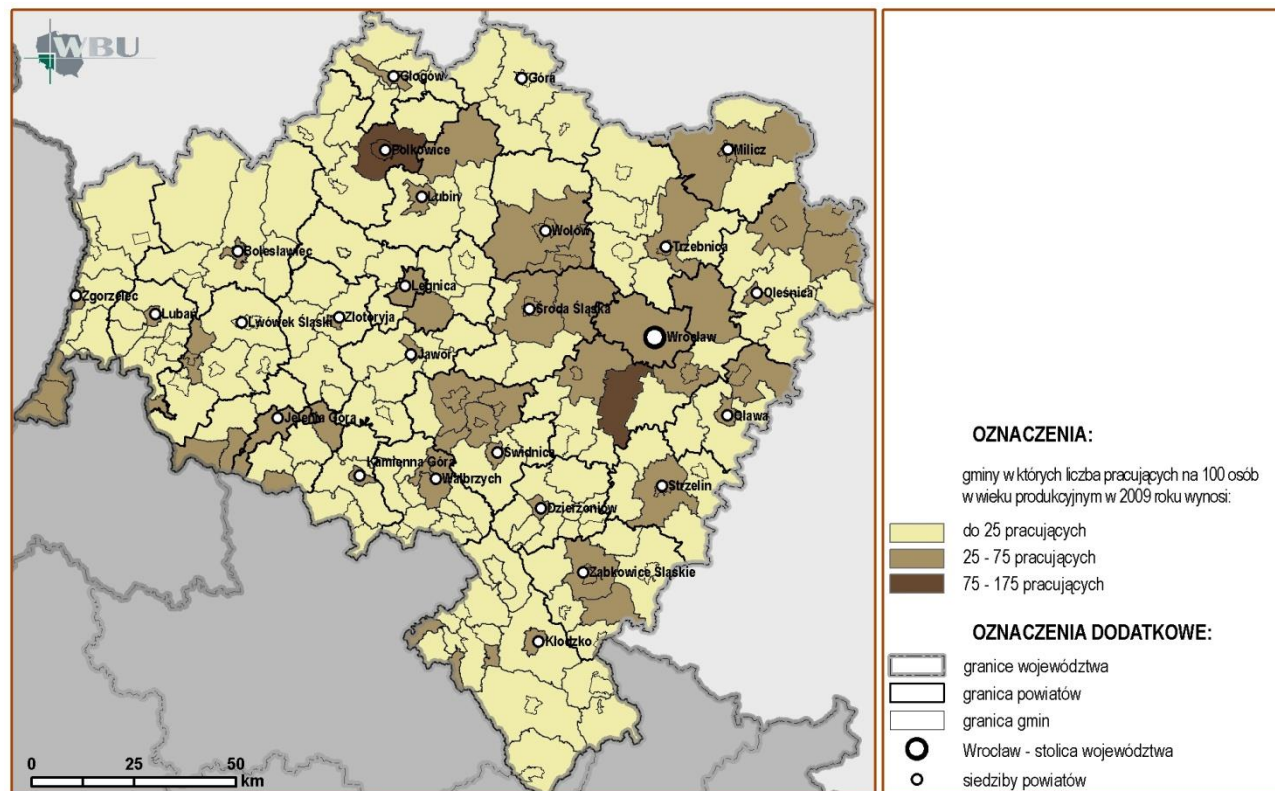 WBU
Głogów
Góra
Polkowice
Milicz
Lubin
Wołów
Trzebnica
Bolesławiec
Zgorzelec
Legnica
Oleśnica
Lubań
Lwówek Śląski
Złotoryja
Środa Śląska
Wrocław
Jawor
Jelenia Góra
Oława
Świdnica
Kamienna Góra
Wałbrzych
Strzelin
Dzierżoniów
Ząbkowice Śląskie
Kłodzko
0 25 50
km
OZNACZENIA:
gminy w których liczba pracujących na 100 osób
w wieku produkcyjnym w 2009 roku wynosi:
do 25 pracujących
25 - 75 pracujących
75 - 175 pracujących
OZNACZENIA DODATKOWE:
granice województwa
granica powiatów
granica gmin
Wrocław - stolica województwa
siedziby powiatów